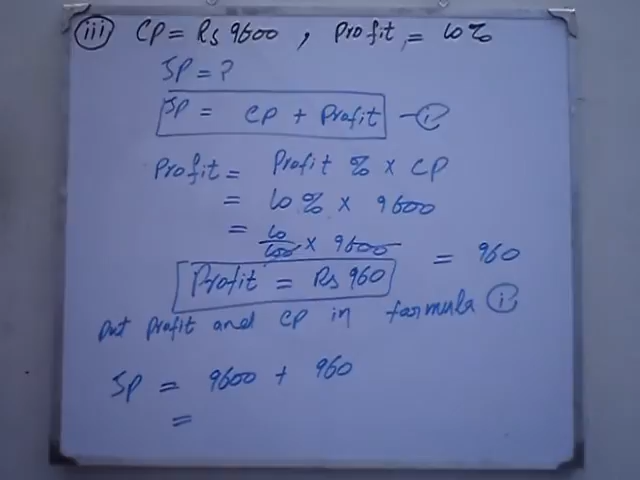 (iii) CP = Rs 9600 , Profit = 10%
SP = ?
SP = CP + Profit — (i)
Profit = Profit % × CP
= 10 % × 9600
= 10/100 × 9600 = 960
Profit = Rs 960
put profit and CP in formula (i)
SP = 9600 + 960
=